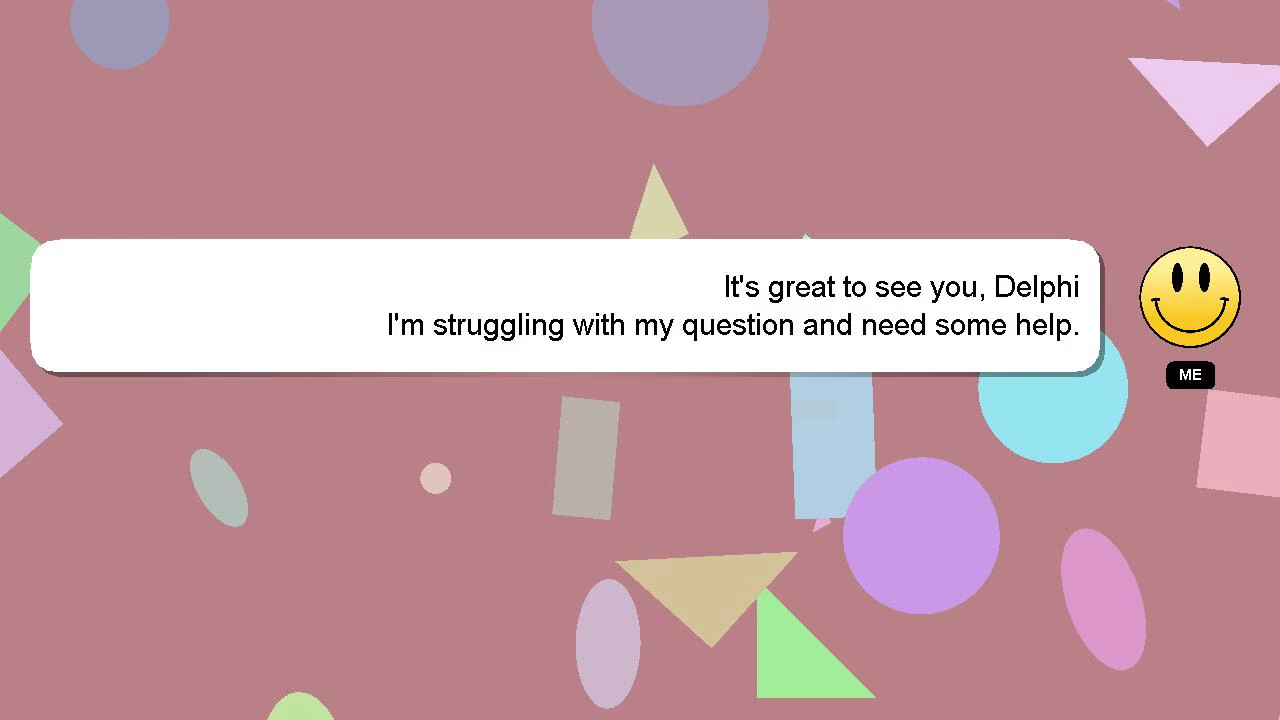 It's great to see you, Delphi
I'm struggling with my question and need some help.
ME